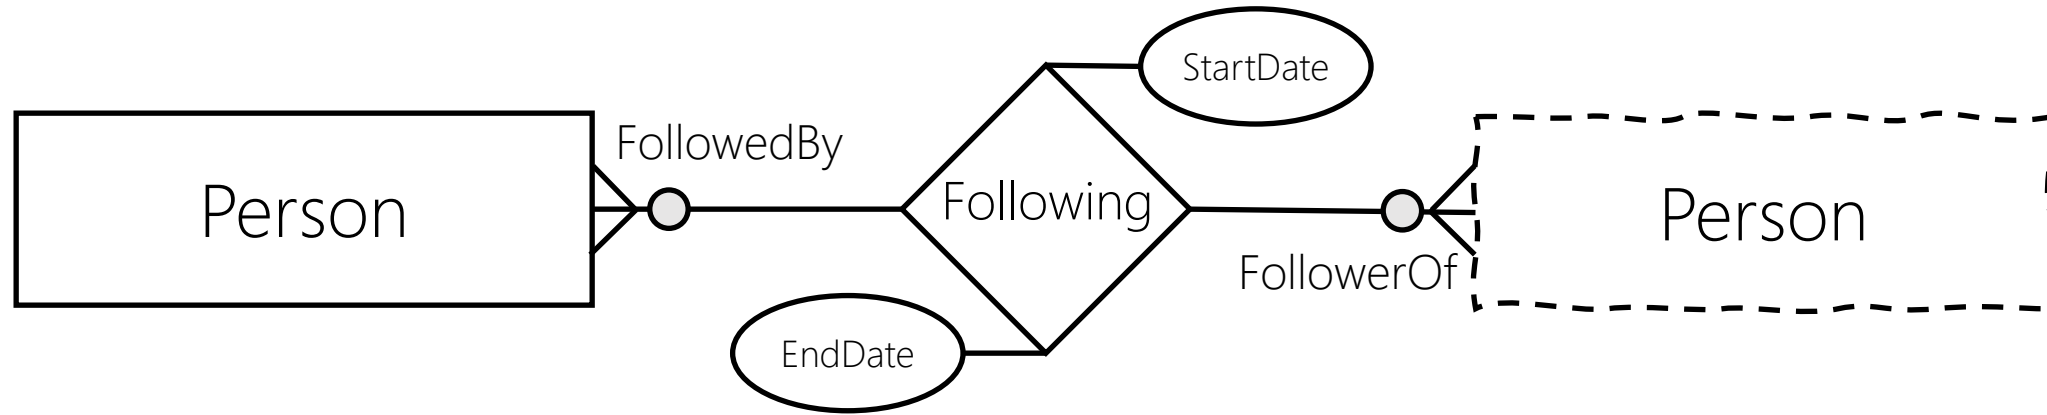 StartDate
FollowedBy
Person
Following
Person
FollowerOf
EndDate